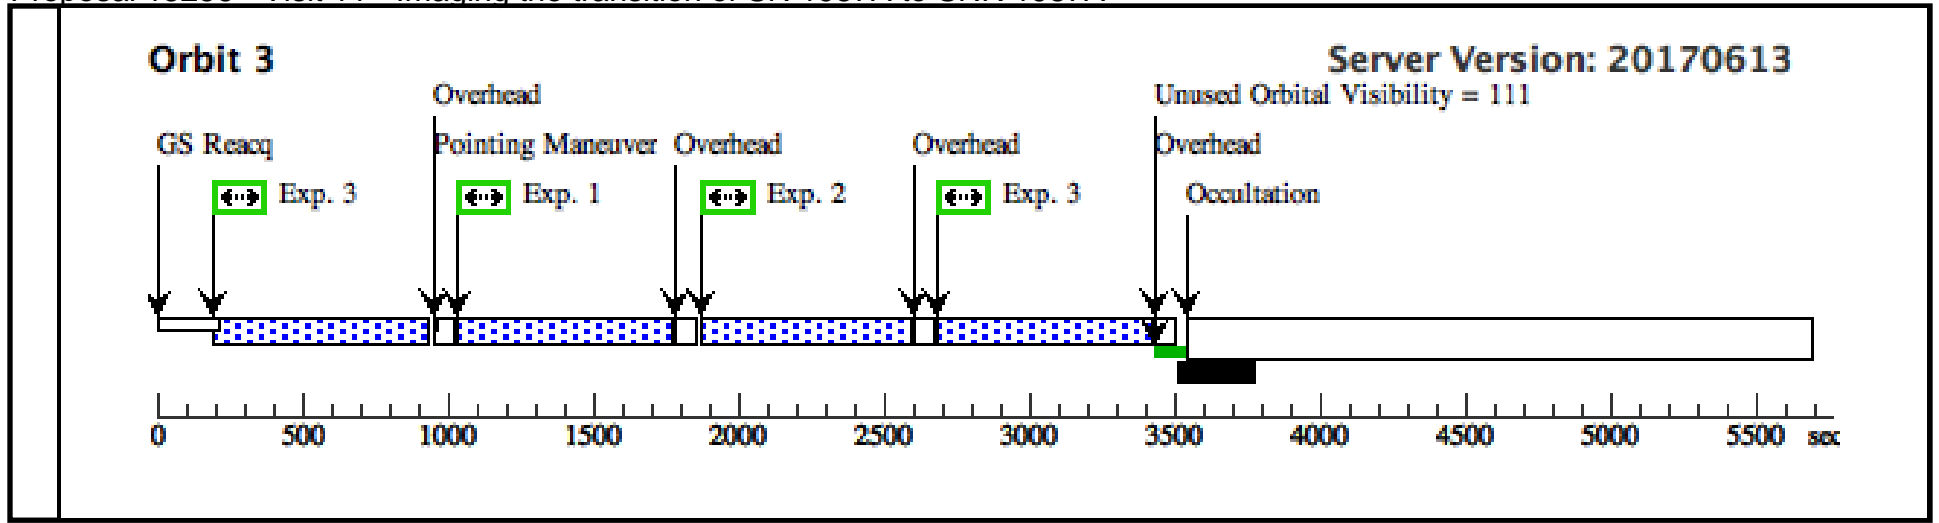 Orbit 3 Server Version: 20170613
Overhead Unused Orbital Visibility = 111
GS Reacq Pointing Maneuver Overhead Overhead Overhead
Exp. 3 Exp. 1 Exp. 2 Exp. 3 Occultation
0 500 1000 1500 2000 2500 3000 3500 4000 4500 5000 5500 sec